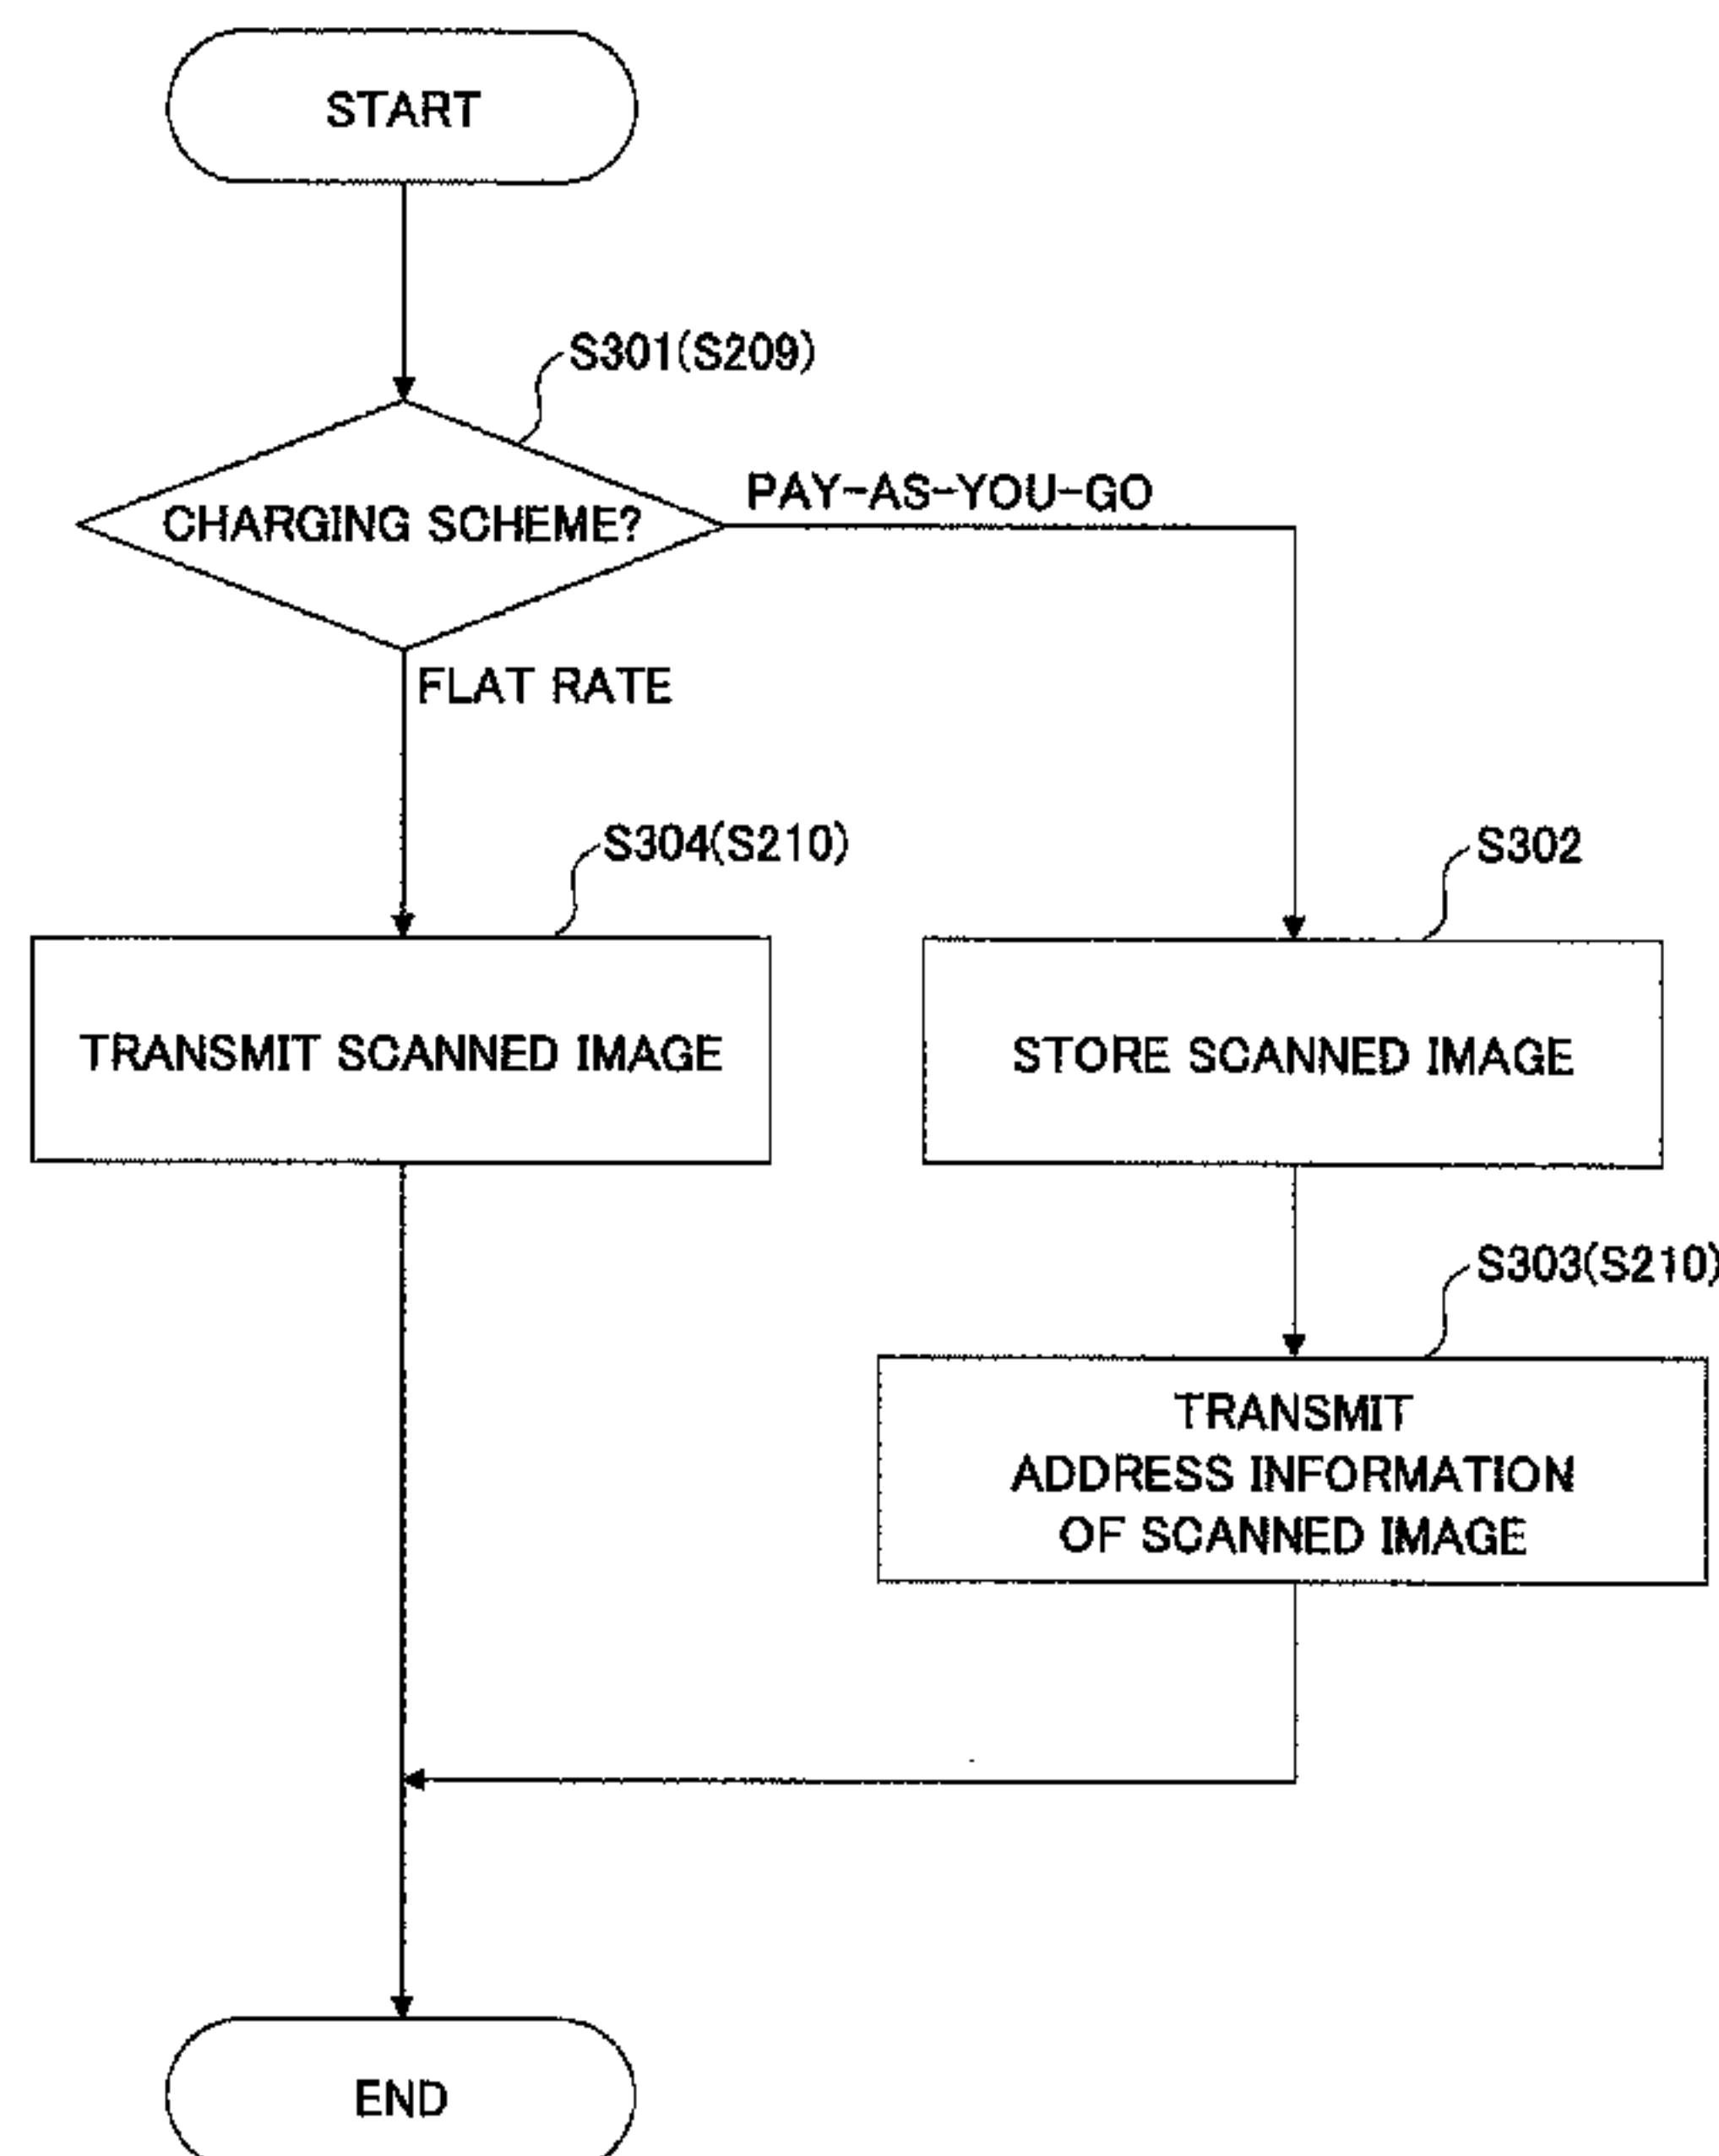 START
S301(S209)
CHARGING SCHEME?
PAY-AS-YOU-GO
FLAT RATE
S304(S210)
S302
TRANSMIT SCANNED IMAGE
STORE SCANNED IMAGE
S303(S210)
TRANSMIT
ADDRESS INFORMATION
OF SCANNED IMAGE
END